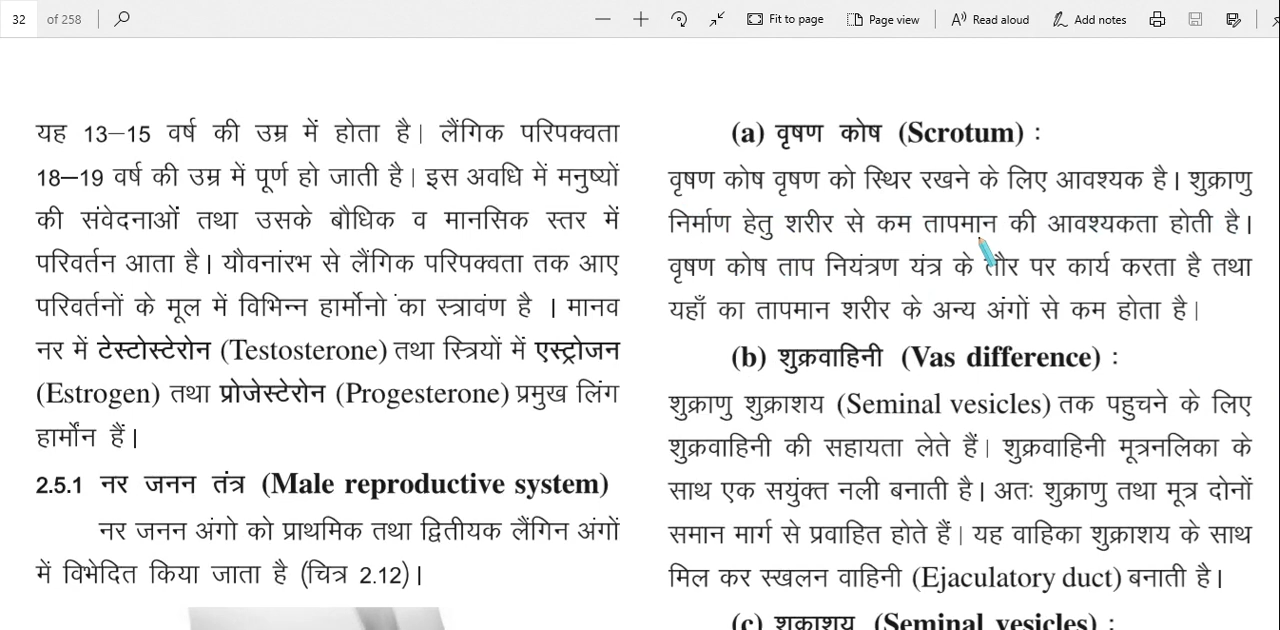 32 of 258 Fit to page Page view Read aloud Add notes
यह 13–15 वर्ष की उम्र में होता है। लैंगिक परिपक्वता
18–19 वर्ष की उम्र में पूर्ण हो जाती है। इस अवधि में मनुष्यों
की संवेदनाओं तथा उसके बौधिक व मानसिक स्तर में
परिवर्तन आता है। यौवनांरभ से लैंगिक परिपक्वता तक आए
परिवर्तनों के मूल में विभिन्न हार्मोनो का स्त्रावंण है ।मानव
नर में टेस्टोस्टेरोन (Testosterone) तथा स्त्रियों में एस्ट्रोजन
(Estrogen) तथा प्रोजेस्टेरोन (Progesterone) प्रमुख लिंग
हार्मोंन हैं।
2.5.1 नर जनन तंत्र (Male reproductive system)
नर जनन अंगो को प्राथमिक तथा द्वितीयक लैंगिन अंगों
में विभेदित किया जाता है (चित्र 2.12)।
(a) वृषण कोष (Scrotum) :
वृषण कोष वृषण को स्थिर रखने के लिए आवश्यक है। शुक्राणु
निर्माण हेतु शरीर से कम तापमान की आवश्यकता होती है।
वृषण कोष ताप नियंत्रण यंत्र के तौर पर कार्य करता है तथा
यहाँ का तापमान शरीर के अन्य अंगों से कम होता है।
(b) शुक्रवाहिनी (Vas difference) :
शुक्राणु शुक्राशय (Seminal vesicles) तक पहुचने के लिए
शुक्रवाहिनी की सहायता लेते हैं। शुक्रवाहिनी मूत्रनलिका के
साथ एक सयुंक्त नली बनाती है। अतः शुक्राणु तथा मूत्र दोनों
समान मार्ग से प्रवाहित होते हैं। यह वाहिका शुक्राशय के साथ
मिल कर स्खलन वाहिनी (Ejaculatory duct) बनाती है।
(c) शुक्राशय (Seminal vesicles) :